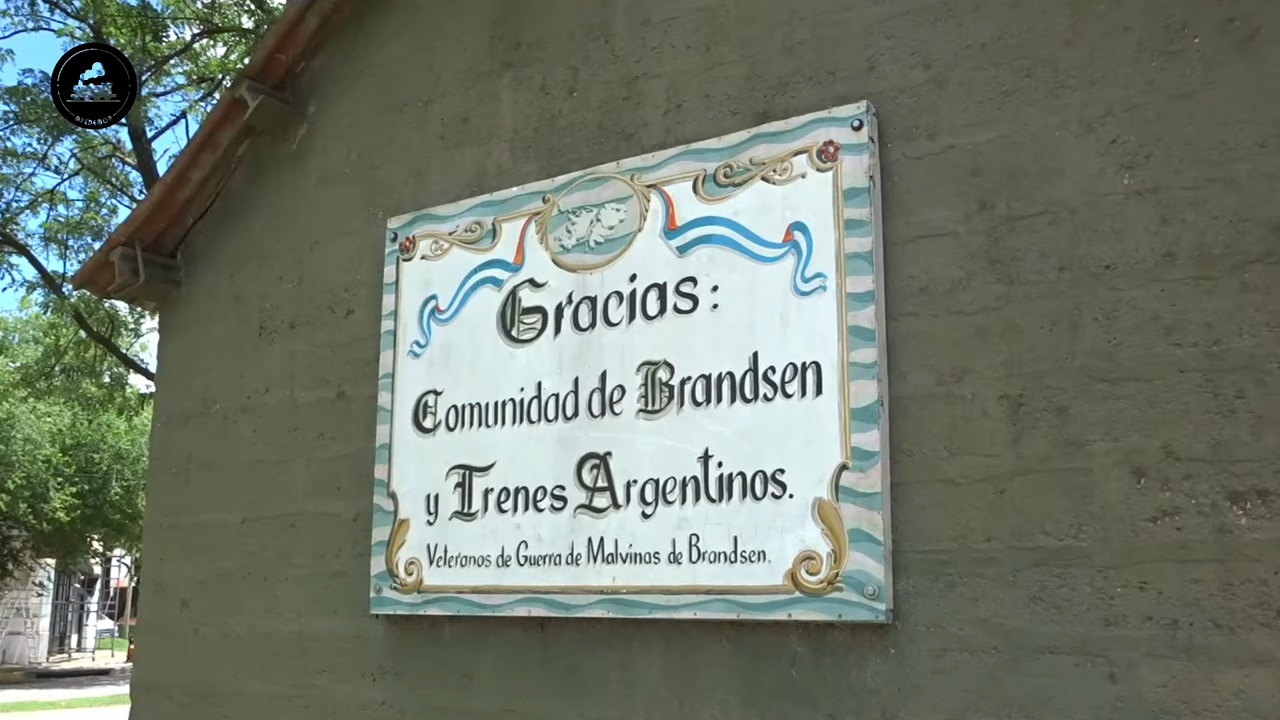 Gracias:
Comunidad de Brandsen
y Trenes Argentinos.
Veteranos de Guerra de Malvinas de Brandsen.